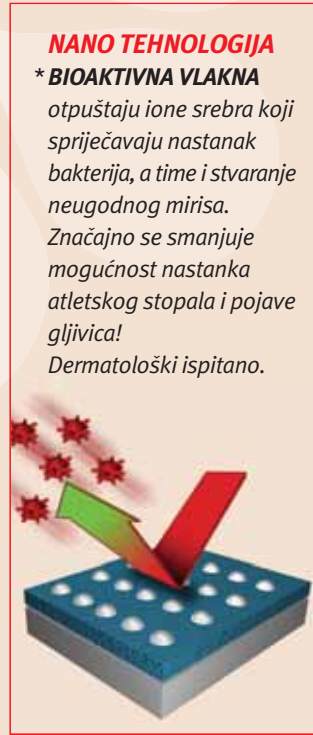 NANO TEHNOLOGIJA
* BIOAKTIVNA VLAKNA
otpuštaju ione srebra koji
spriječavaju nastanak
bakterija, a time i stvaranje
neugodnog mirisa.
Značajno se smanjuje
mogućnost nastanka
atletskog stopala i pojave
gljivica!
Dermatološki ispitano.